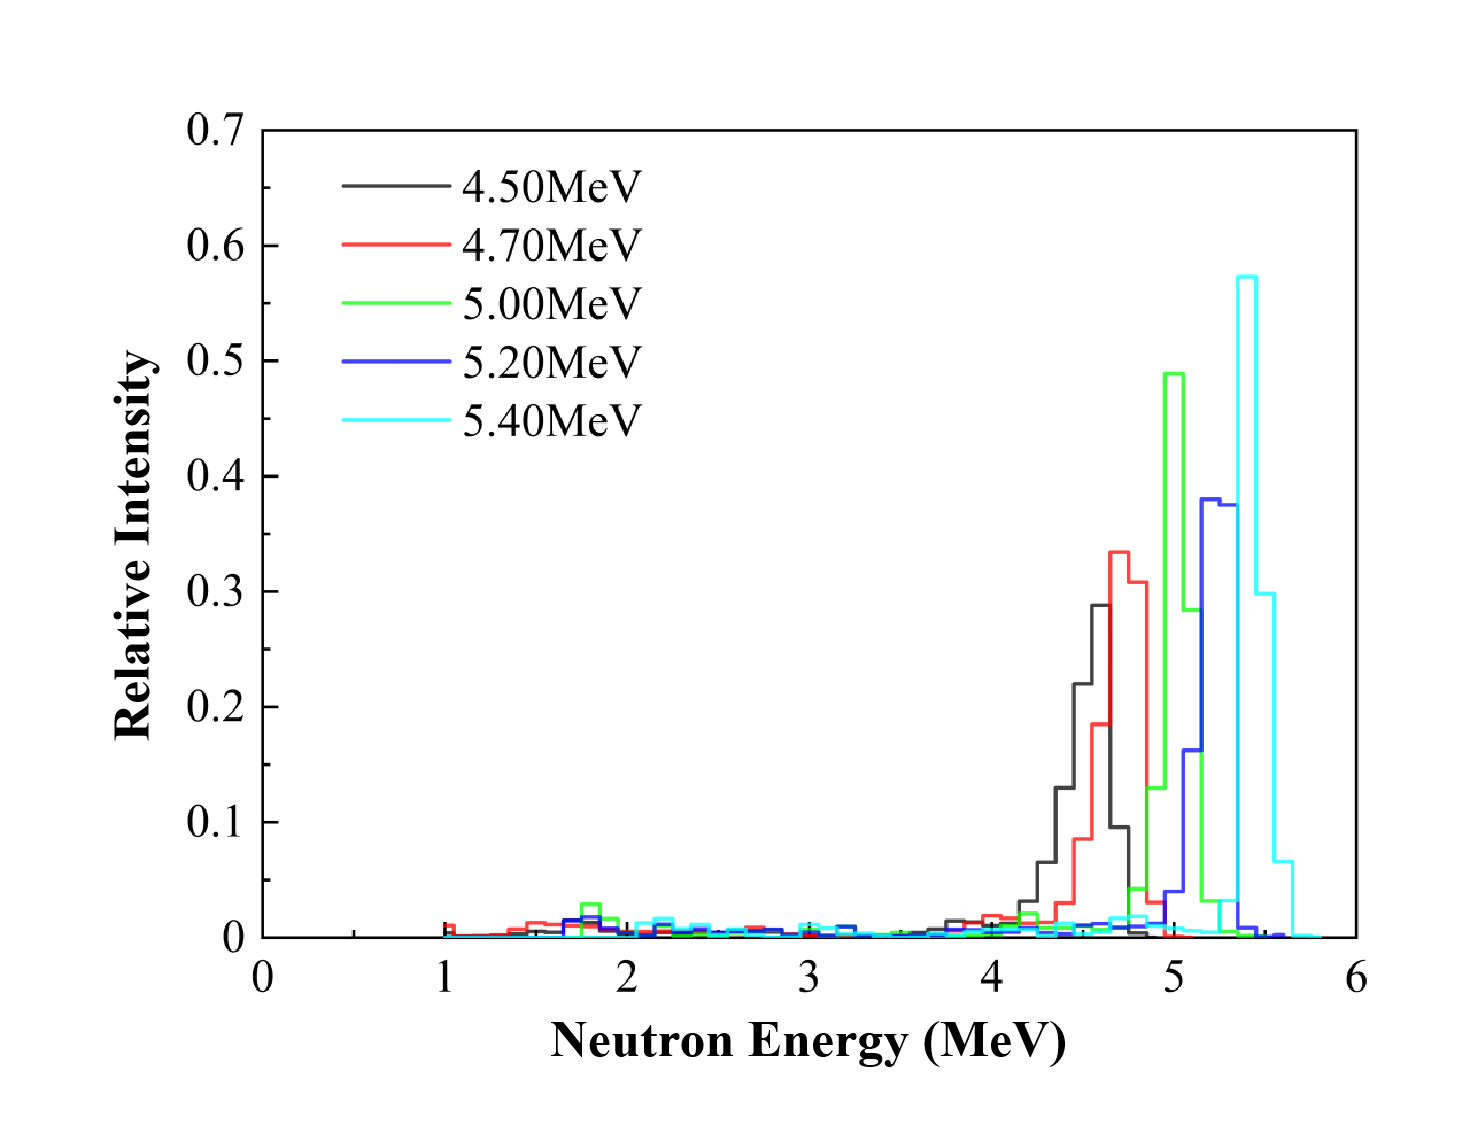 0.7
0.6
0.5
0.4
0.3
0.2
0.1
0
Relative Intensity
4.50MeV
4.70MeV
5.00MeV
5.20MeV
5.40MeV
0 1 2 3 4 5 6
Neutron Energy (MeV)